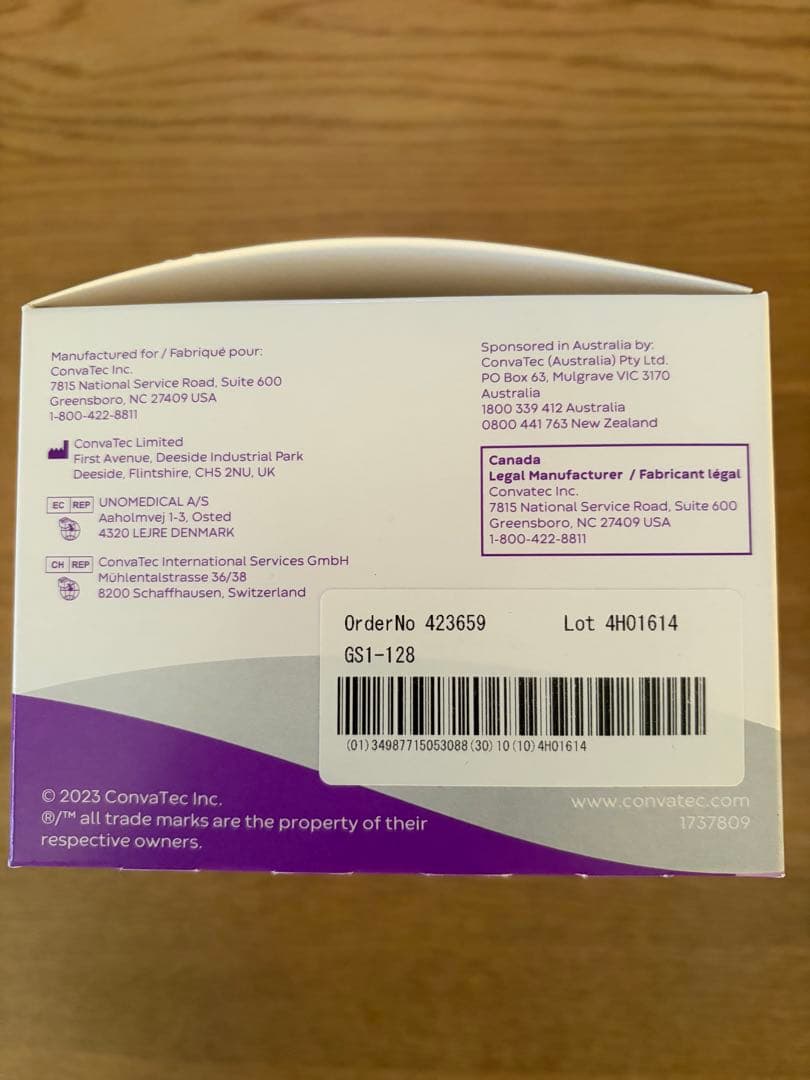 Manufactured for / Fabriqué pour:
ConvaTec Inc.
7815 National Service Road, Suite 600
Greensboro, NC 27409 USA
1-800-422-8811
ConvaTec Limited
First Avenue, Deeside Industrial Park
Deeside, Flintshire, CH5 2NU, UK
EC REP UNOMEDICAL A/S
Aaholmvej 1-3, Osted
4320 LEJRE DENMARK
CH REP ConvaTec International Services GmbH
Mühlentalstrasse 36/38
8200 Schaffhausen, Switzerland
Sponsored in Australia by:
ConvaTec (Australia) Pty Ltd.
PO Box 63, Mulgrave VIC 3170
Australia
1800 339 412 Australia
0800 441 763 New Zealand
Canada
Legal Manufacturer / Fabricant légal
Convatec Inc.
7815 National Service Road, Suite 600
Greensboro, NC 27409 USA
1-800-422-8811
OrderNo 423659 Lot 4H01614
GS1-128
(01)34987715053088(30)10(10)4H01614
© 2023 ConvaTec Inc.
®/™ all trade marks are the property of their
respective owners.
www.convatec.com
1737809